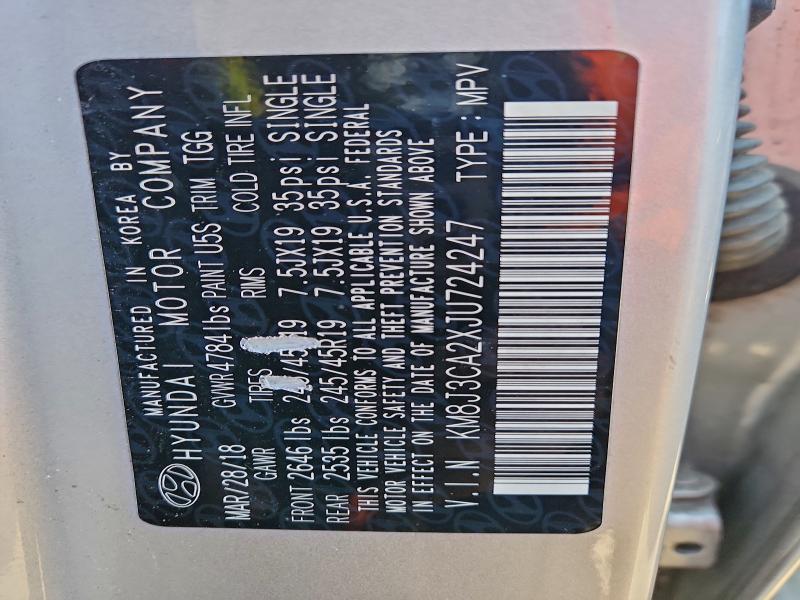 MANUFACTURED IN KOREA BY
HYUNDAI MOTOR COMPANY
MAR/28/18 GVWR 4784 lbs PAINT U5S TRIM TGG
GAWR TIRES RIMS COLD TIRE INFL
FRONT 2646 lbs 245/45R19 7.5JX19 35psi SINGLE
REAR 2535 lbs 245/45R19 7.5JX19 35psi SINGLE
THIS VEHICLE CONFORMS TO ALL APPLICABLE U.S.A. FEDERAL
MOTOR VEHICLE SAFETY AND THEFT PREVENTION STANDARDS
IN EFFECT ON THE DATE OF MANUFACTURE SHOWN ABOVE
V.I.N KM8J3CA2XJU724247 TYPE : MPV